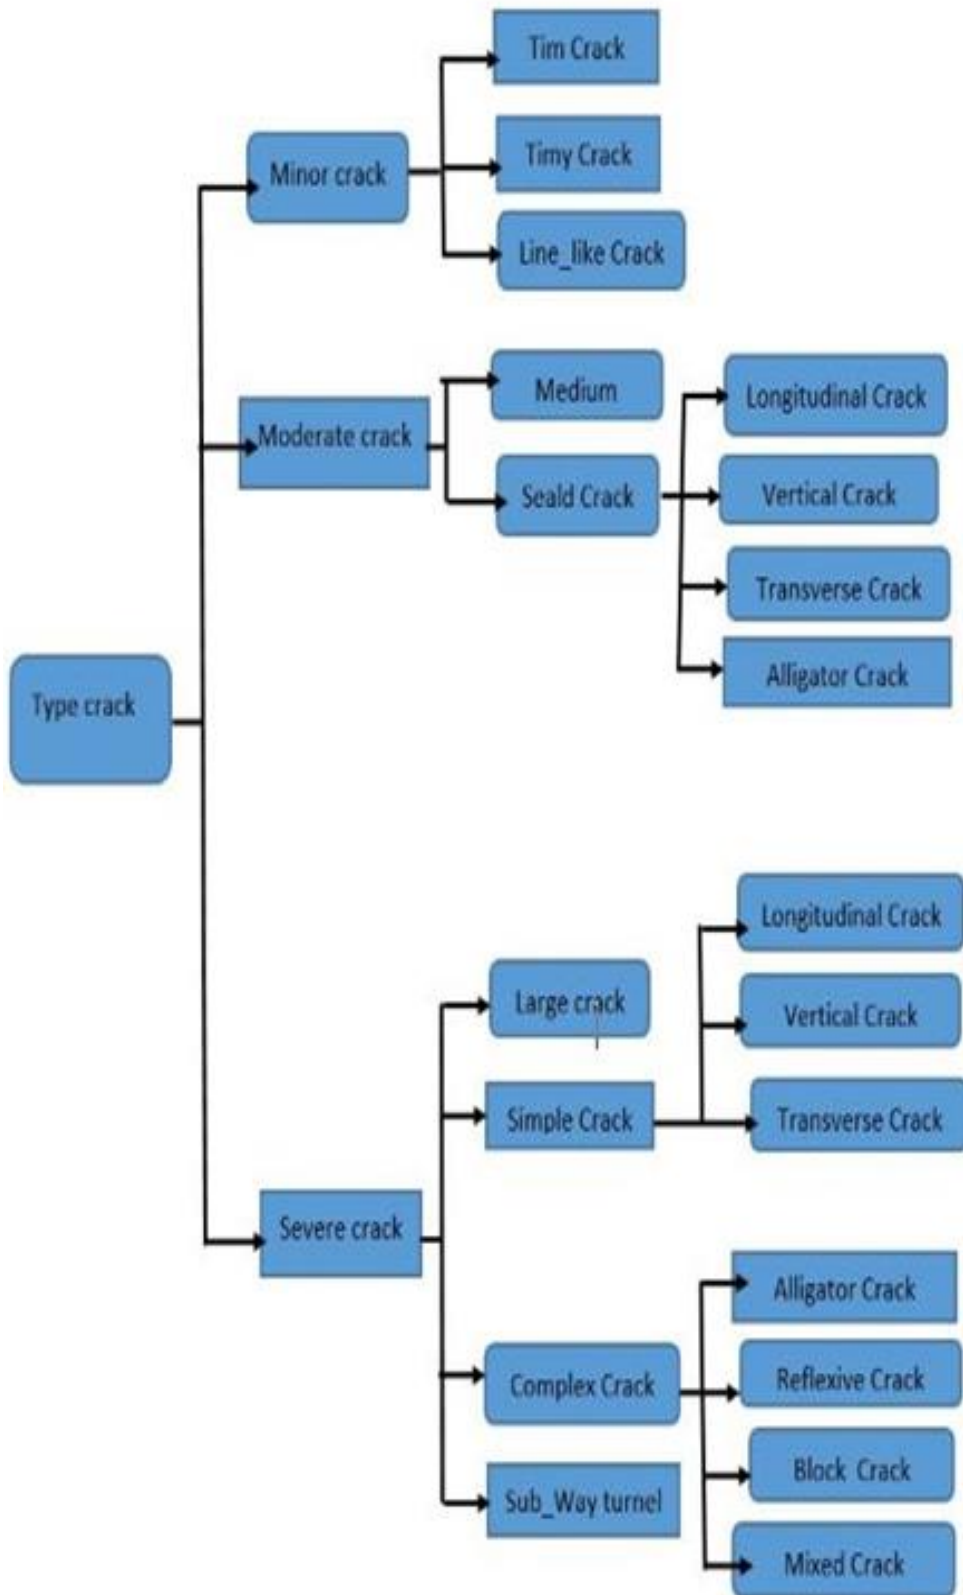 Type crack
Minor crack
Tim Crack
Timy Crack
Line_like Crack
Moderate crack
Medium
Seald Crack
Longitudinal Crack
Vertical Crack
Transverse Crack
Alligator Crack
Severe crack
Large crack
Simple Crack
Longitudinal Crack
Vertical Crack
Transverse Crack
Complex Crack
Alligator Crack
Reflexive Crack
Block Crack
Mixed Crack
Sub_Way turnel